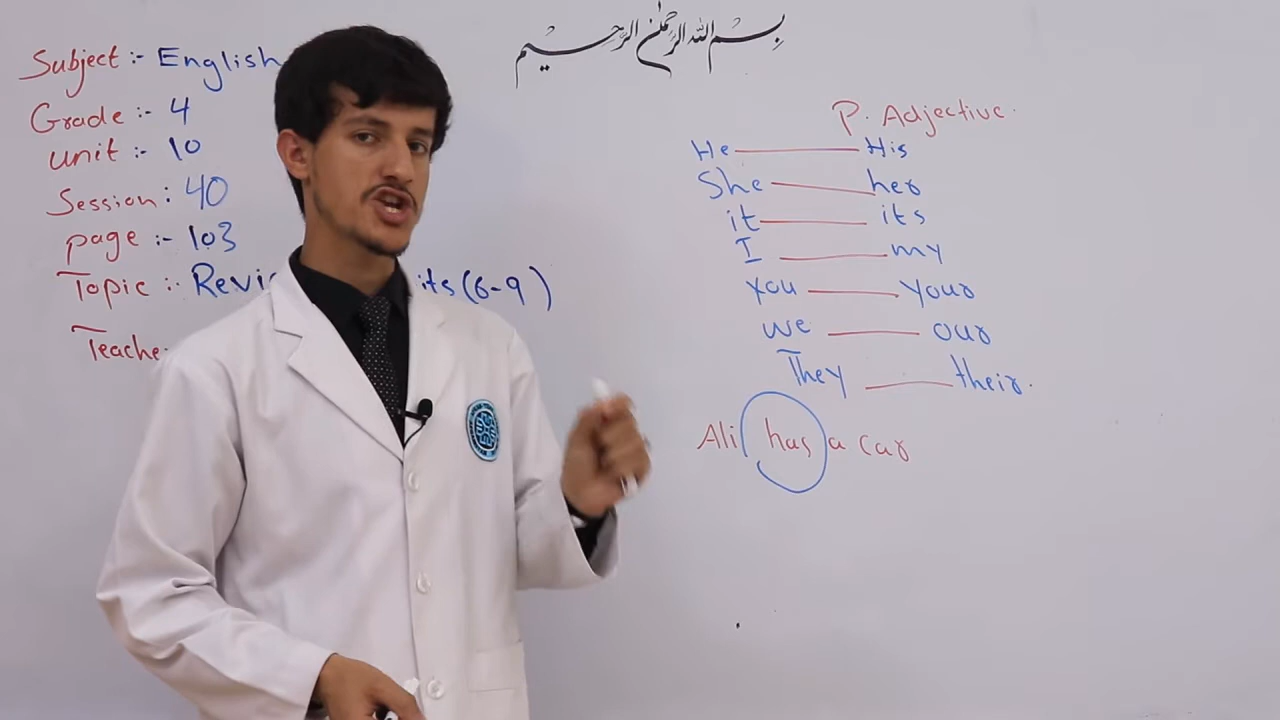 بسم الله الرحمن الرحيم
Subject :- English
Grade :- 4
unit :- 10
Session : 40
page :- 103
Topic :- Revi its (6-9)
Teache
P. Adjective.
He — His
She — her
it — its
I — my
you — your
we — our
They — their.
Ali has a car